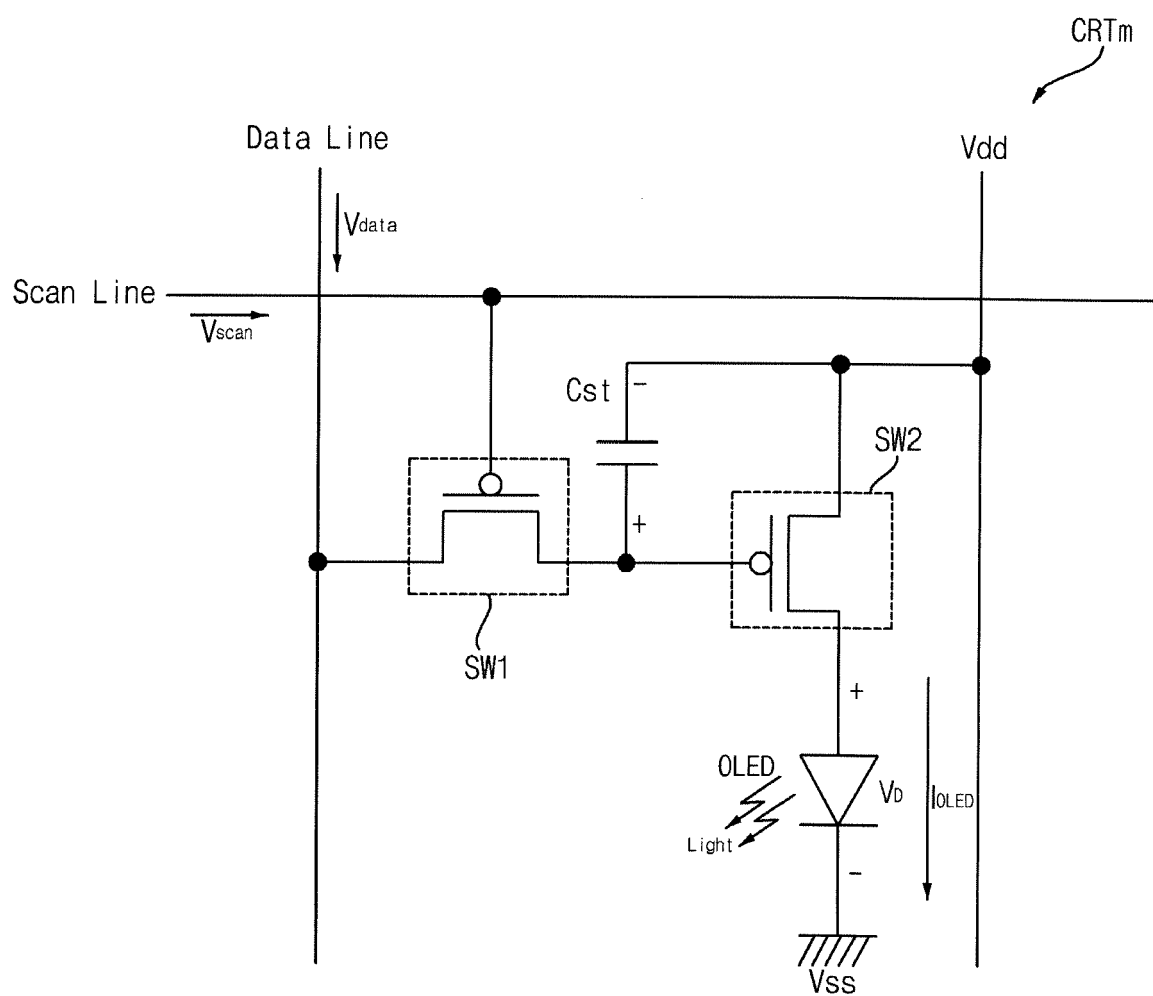 CRTm
Data Line
Vdd
Vdata
Scan Line
Vscan
Cst
-
SW2
+
SW1
+
OLED
VD
IOLED
Light
-
Vss